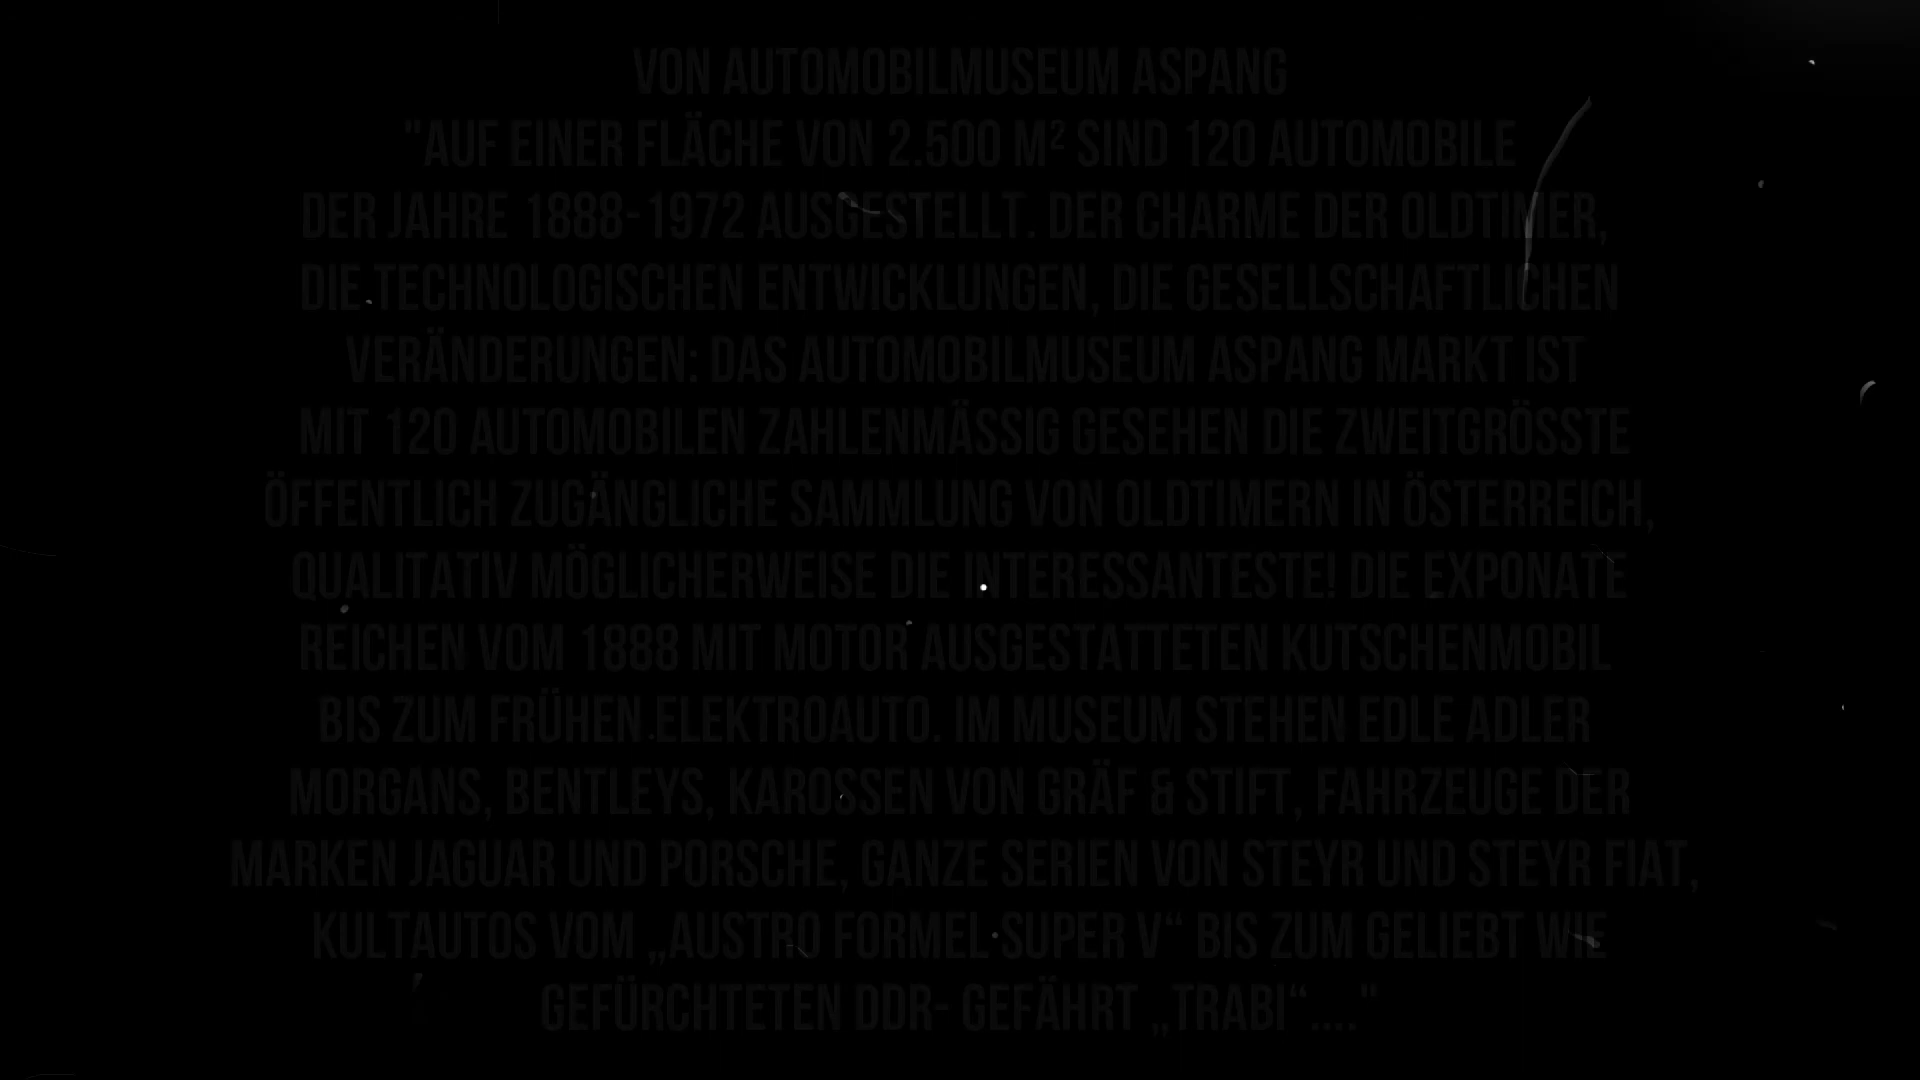 VON AUTOMOBILMUSEUM ASPANG
"AUF EINER FLÄCHE VON 2.500 M² SIND 120 AUTOMOBILE
DER JAHRE 1888-1972 AUSGESTELLT. DER CHARME DER OLDTIMER,
DIE TECHNOLOGISCHEN ENTWICKLUNGEN, DIE GESELLSCHAFTLICHEN
VERÄNDERUNGEN: DAS AUTOMOBILMUSEUM ASPANG MARKT IST
MIT 120 AUTOMOBILEN ZAHLENMÄSSIG GESEHEN DIE ZWEITGRÖSSTE
ÖFFENTLICH ZUGÄNGLICHE SAMMLUNG VON OLDTIMERN IN ÖSTERREICH,
QUALITATIV MÖGLICHERWEISE DIE INTERESSANTESTE! DIE EXPONATE
REICHEN VOM 1888 MIT MOTOR AUSGESTATTETEN KUTSCHENMOBIL
BIS ZUM FRÜHEN ELEKTROAUTO. IM MUSEUM STEHEN EDLE ADLER
MORGANS, BENTLEYS, KAROSSEN VON GRÄF & STIFT, FAHRZEUGE DER
MARKEN JAGUAR UND PORSCHE, GANZE SERIEN VON STEYR UND STEYR FIAT,
KULTAUTOS VOM „AUSTRO FORMEL SUPER V“ BIS ZUM GELIEBT WIE
GEFÜRCHTETEN DDR- GEFÄHRT „TRABI“...."